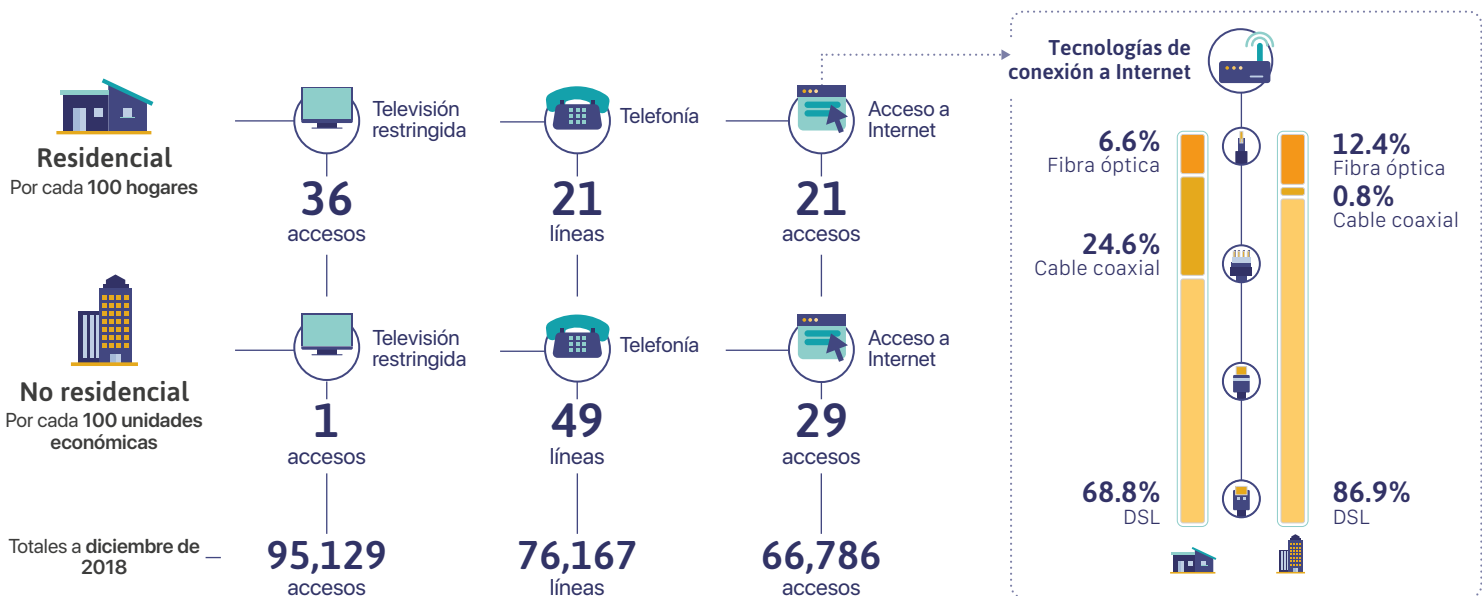 Residencial
Por cada 100 hogares
Televisión
restringida
36
accesos
Telefonía
21
líneas
Acceso a
Internet
21
accesos
No residencial
Por cada 100 unidades
económicas
Televisión
restringida
1
accesos
Telefonía
49
líneas
Acceso a
Internet
29
accesos
Totales a diciembre de
2018
95,129
accesos
76,167
líneas
66,786
accesos
Tecnologías de
conexión a Internet
6.6%
Fibra óptica
24.6%
Cable coaxial
68.8%
DSL
12.4%
Fibra óptica
0.8%
Cable coaxial
86.9%
DSL